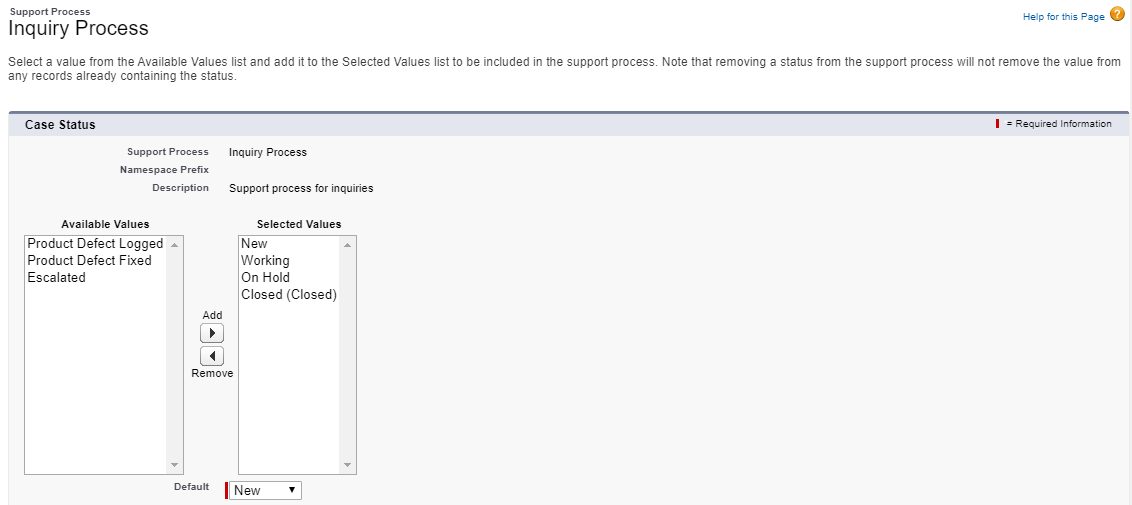 Support Process
Inquiry Process
Help for this Page ?
Select a value from the Available Values list and add it to the Selected Values list to be included in the support process. Note that removing a status from the support process will not remove the value from
any records already containing the status.
Case Status
= Required Information
Support Process Inquiry Process
Namespace Prefix
Description Support process for inquiries
Available Values
Product Defect Logged
Product Defect Fixed
Escalated
Add
Remove
Selected Values
New
Working
On Hold
Closed (Closed)
Default New